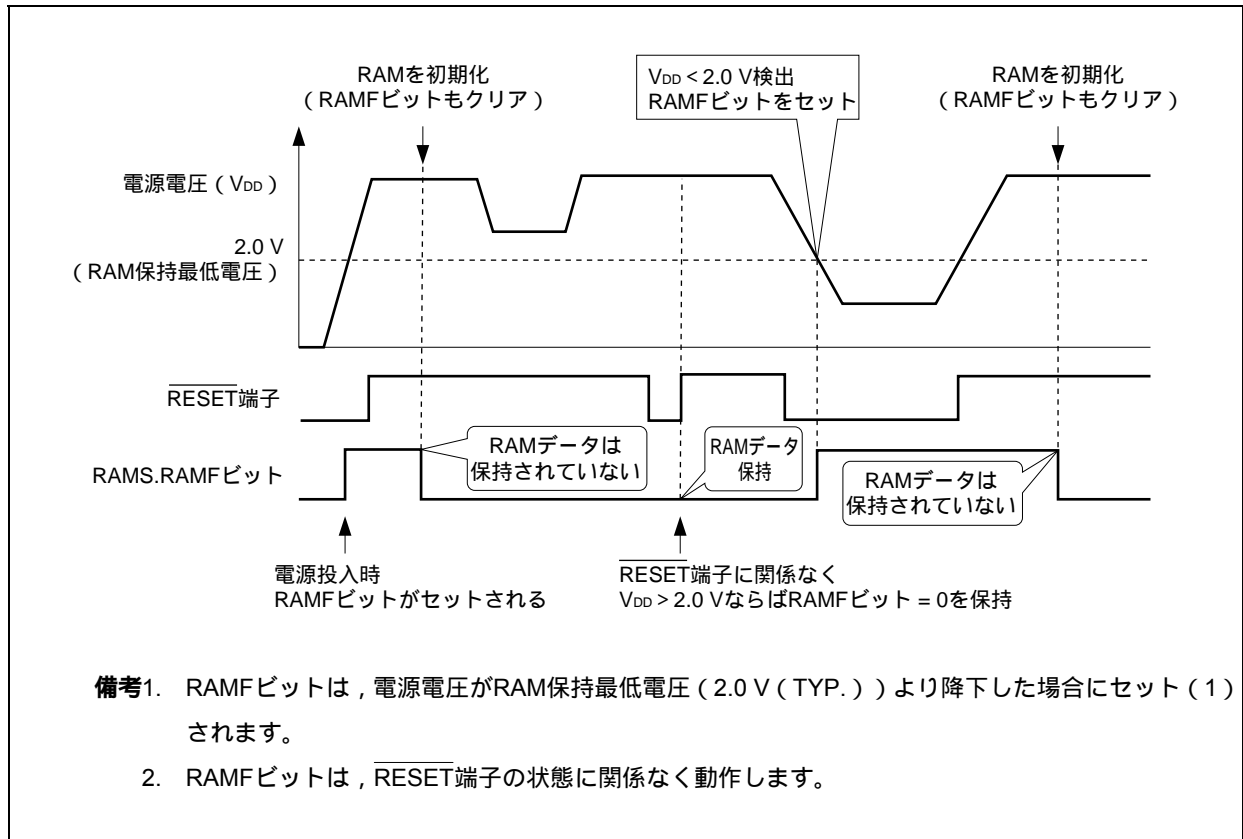 RAMを初期化
（RAMFビットもクリア）
VDD < 2.0 V検出
RAMFビットをセット
RAMを初期化
（RAMFビットもクリア）
電源電圧（VDD）
2.0 V
（RAM保持最低電圧）
RESET端子
RAMS.RAMFビット
RAMデータは
保持されていない
RAMデータ
保持
RAMデータは
保持されていない
電源投入時
RAMFビットがセットされる
RESET端子に関係なく
VDD > 2.0 VならばRAMFビット = 0を保持
備考1. RAMFビットは，電源電圧がRAM保持最低電圧（2.0 V（TYP.））より降下した場合にセット（1）
されます。
2. RAMFビットは，RESET端子の状態に関係なく動作します。